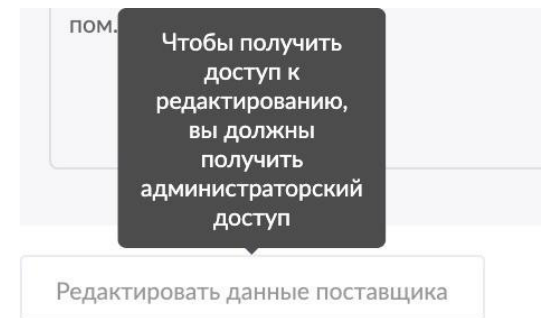 пом.
Чтобы получить
доступ к
редактированию,
вы должны
получить
администраторский
доступ
Редактировать данные поставщика